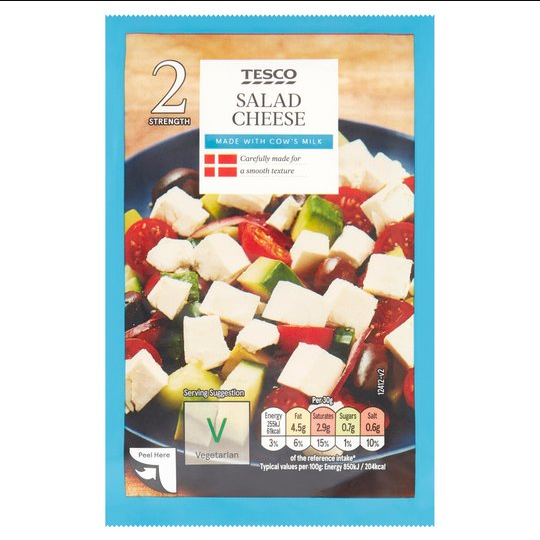 2
STRENGTH
TESCO
SALAD
CHEESE
MADE WITH COW'S MILK
Carefully made for
a smooth texture
12412-v2
Serving Suggestion
V
Vegetarian
Peel Here
Per 30g
Energy Fat Saturates Sugars Salt
255kJ 4.5g 2.9g 0.7g 0.6g
61kcal
3% 6% 15% 1% 10%
of the reference intake*
Typical values per 100g: Energy 850kJ / 204kcal